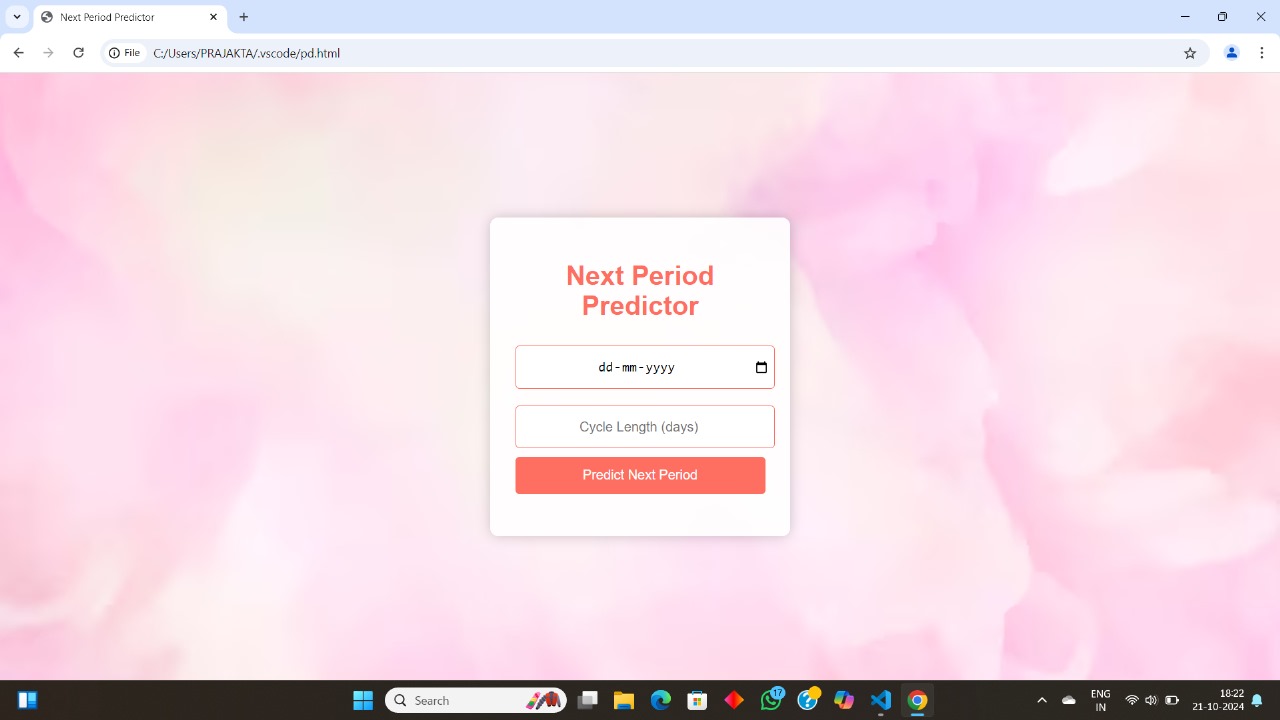 Next Period Predictor
File C:/Users/PRAJAKTA/.vscode/pd.html
Next Period
Predictor
dd-mm-yyyy
Cycle Length (days)
Predict Next Period
Search
17
ENG
IN
18:22
21-10-2024